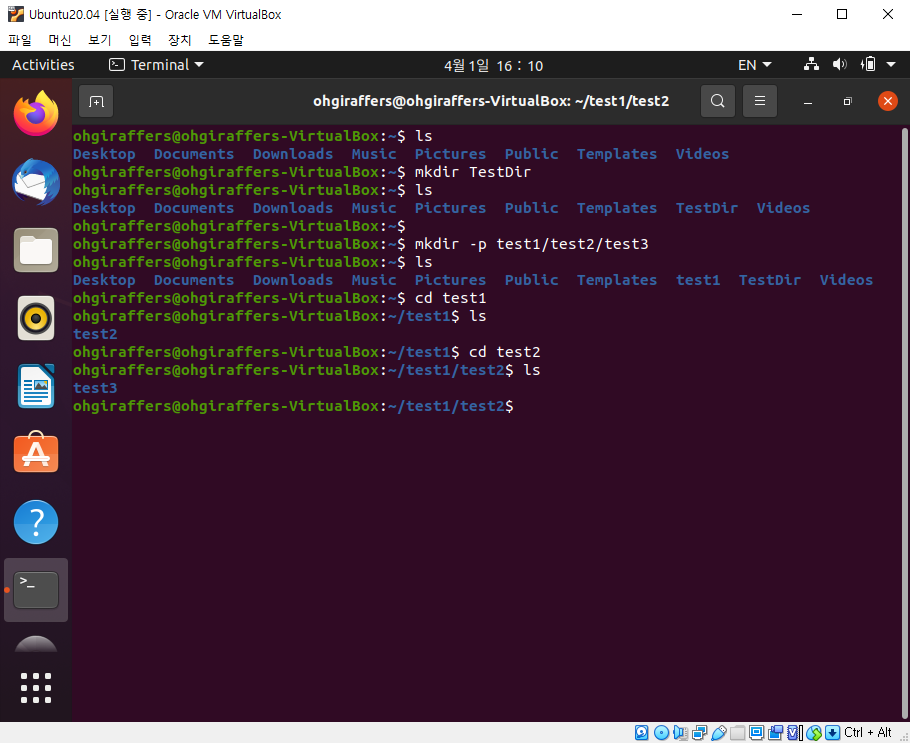 Ubuntu20.04 [실행 중] - Oracle VM VirtualBox
파일 머신 보기 입력 장치 도움말
Activities Terminal 4월 1일 16 : 10 EN
ohgiraffers@ohgiraffers-VirtualBox: ~/test1/test2
ohgiraffers@ohgiraffers-VirtualBox:~$ ls
Desktop Documents Downloads Music Pictures Public Templates Videos
ohgiraffers@ohgiraffers-VirtualBox:~$ mkdir TestDir
ohgiraffers@ohgiraffers-VirtualBox:~$ ls
Desktop Documents Downloads Music Pictures Public Templates TestDir Videos
ohgiraffers@ohgiraffers-VirtualBox:~$
ohgiraffers@ohgiraffers-VirtualBox:~$ mkdir -p test1/test2/test3
ohgiraffers@ohgiraffers-VirtualBox:~$ ls
Desktop Documents Downloads Music Pictures Public Templates test1 TestDir Videos
ohgiraffers@ohgiraffers-VirtualBox:~$ cd test1
ohgiraffers@ohgiraffers-VirtualBox:~/test1$ ls
test2
ohgiraffers@ohgiraffers-VirtualBox:~/test1$ cd test2
ohgiraffers@ohgiraffers-VirtualBox:~/test1/test2$ ls
test3
ohgiraffers@ohgiraffers-VirtualBox:~/test1/test2$
Ctrl + Alt